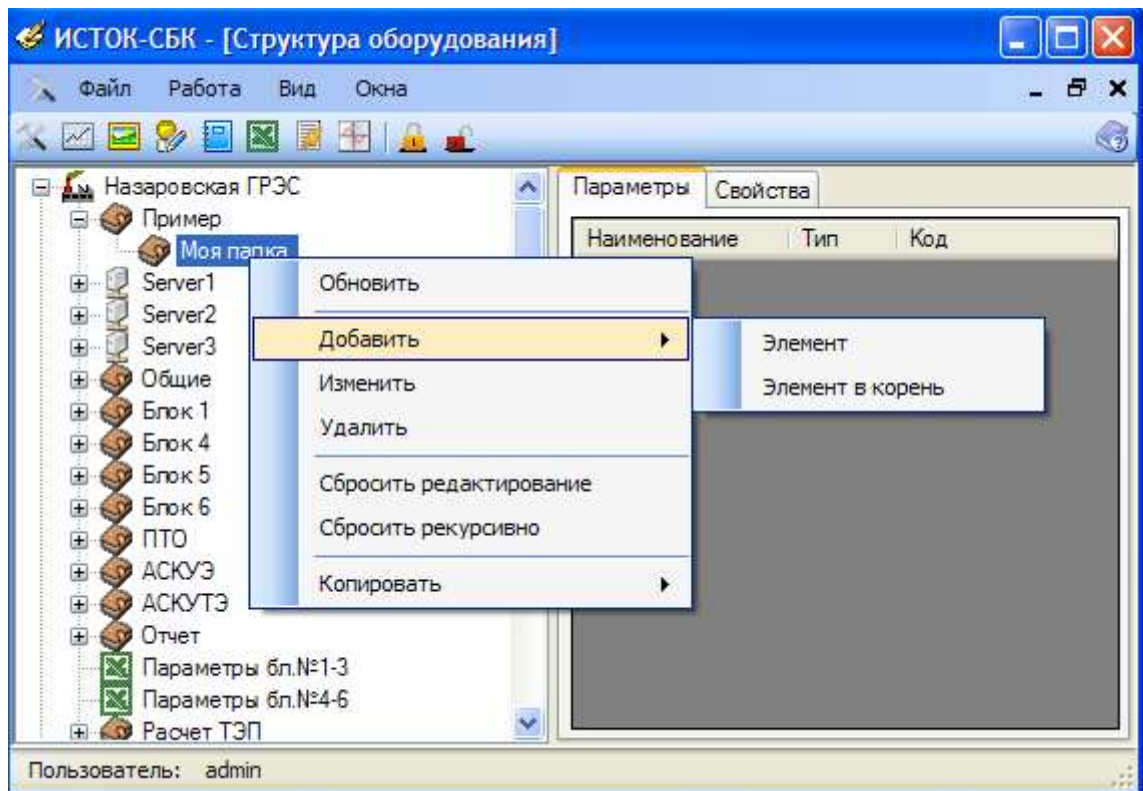 ИСТОК-СБК - [Структура оборудования]
Файл Работа Вид Окна
Назаровская ГРЭС
Пример
Моя папка
Server1
Server2
Server3
Общие
Блок 1
Блок 4
Блок 5
Блок 6
ПТО
АСКУЭ
АСКУТЭ
Отчет
Параметры бл.№1-3
Параметры бл.№4-6
Расчет ТЭП
Параметры Свойства
Наименование Тип Код
Обновить
Добавить
Изменить
Удалить
Сбросить редактирование
Сбросить рекурсивно
Копировать
Элемент
Элемент в корень
Пользователь: admin